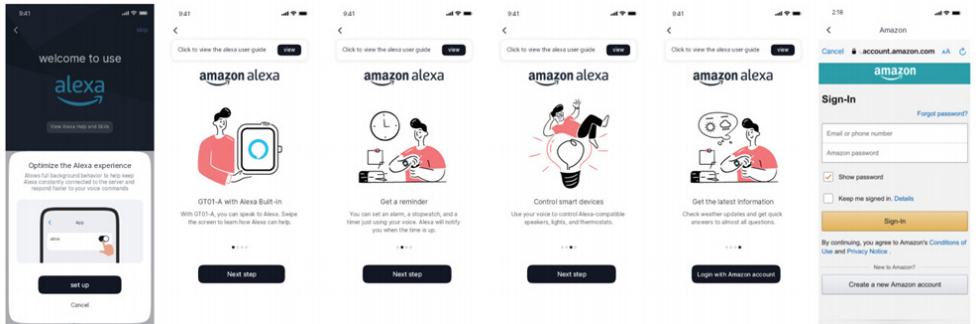 9:41
skip
welcome to use
alexa
View Alexa Help and Skills
Optimize the Alexa experience
Allows full background behavior to help keep
Alexa constantly connected to the server and
respond faster to your voice commands
App
set up
Cancel
9:41
Click to view the alexa user guide
view
amazon alexa
GT01-A with Alexa Built-in
With GT01-A, you can speak to Alexa. Swipe
the screen to learn how Alexa can help.
Next step
9:41
Click to view the alexa user guide
view
amazon alexa
Get a reminder
You can set an alarm, a stopwatch, and a
timer just using your voice. Alexa will notify
you when the time is up.
Next step
9:41
Click to view the alexa user guide
view
amazon alexa
Control smart devices
Use your voice to control Alexa-compatible
speakers, lights, and thermostats.
Next step
9:41
Click to view the alexa user guide
view
amazon alexa
Get the latest information
Check weather updates and get quick
answers to almost all questions.
Login with Amazon account
2:18
Amazon
Cancel
.account.amazon.com
AA
amazon
Sign-In
Forgot password?
Email or phone number
Amazon password
Show password
Keep me signed in. Details
Sign-In
By continuing, you agree to Amazon's Conditions of
Use and Privacy Notice .
New to Amazon?
Create a new Amazon account